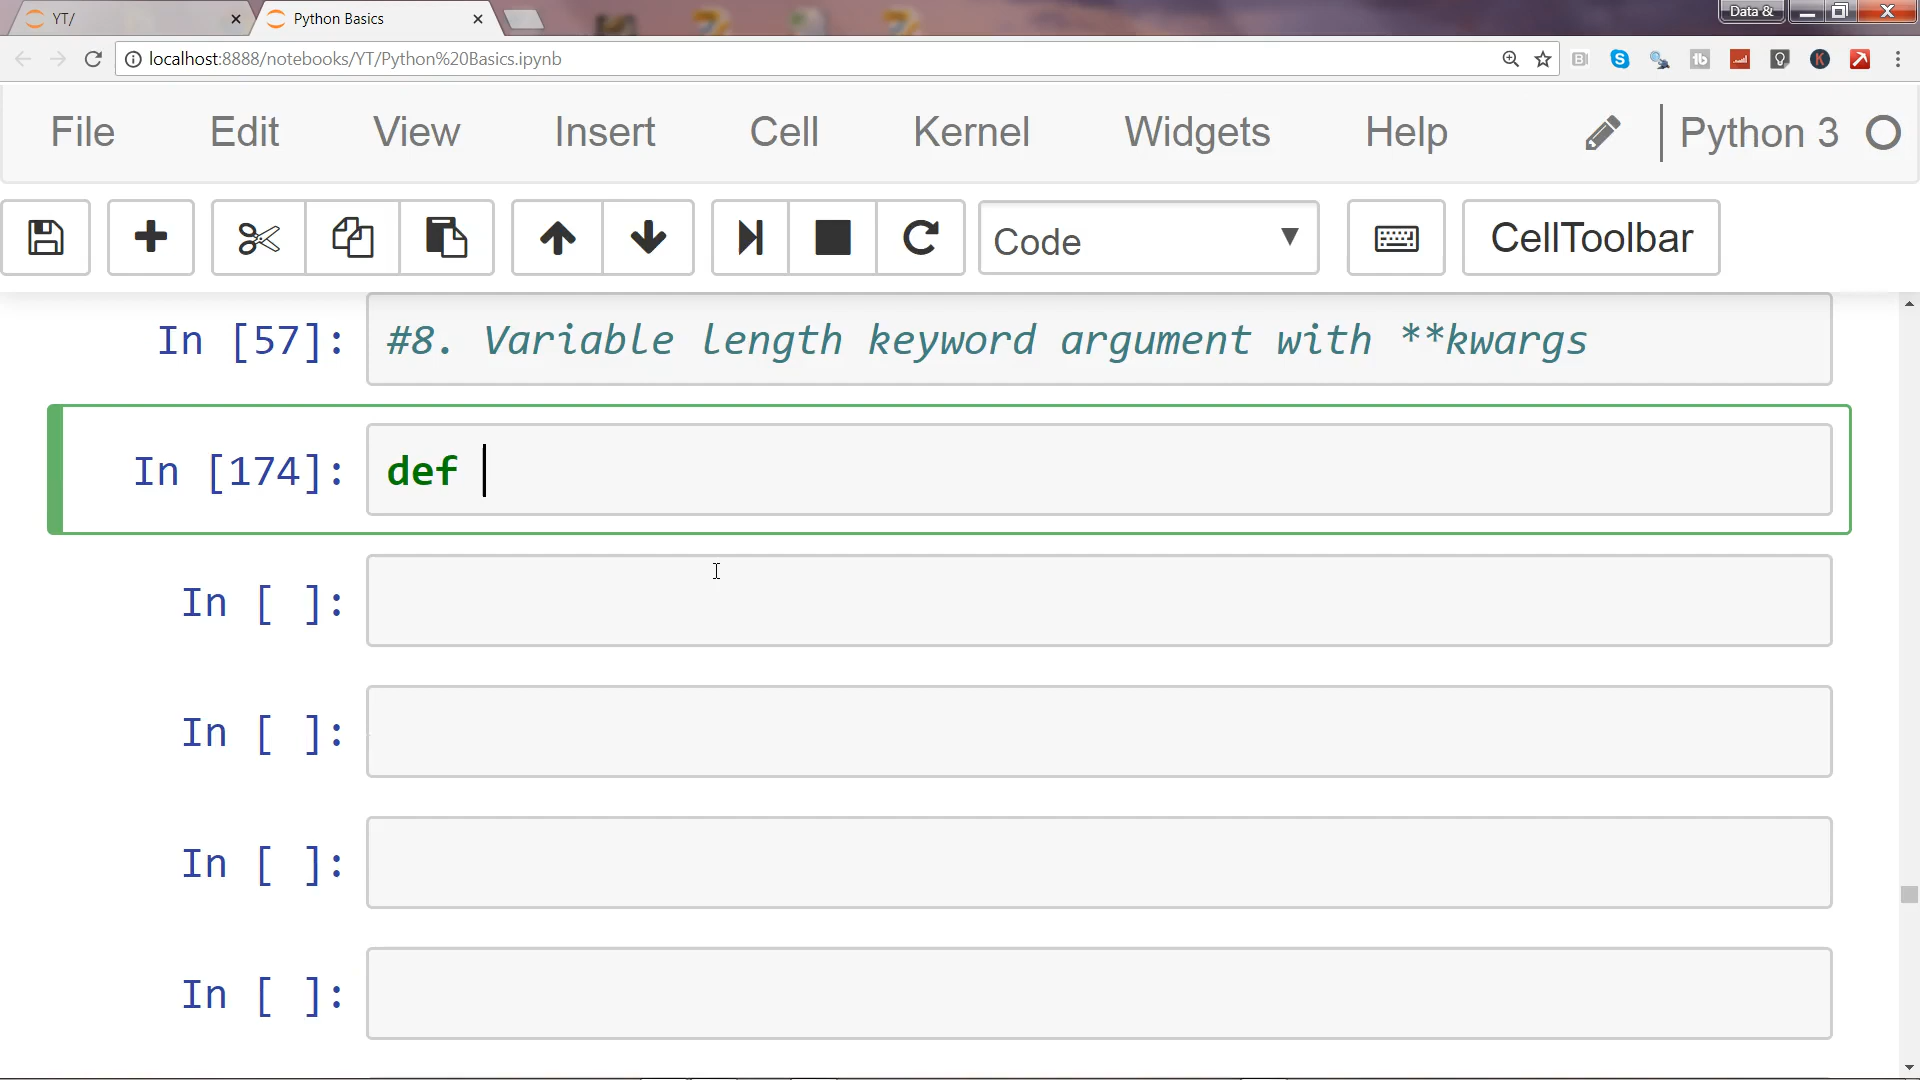 YT/
Python Basics
Data &
localhost:8888/notebooks/YT/Python%20Basics.ipynb
File Edit View Insert Cell Kernel Widgets Help Python 3
Code CellToolbar
In [57]: #8. Variable length keyword argument with **kwargs
In [174]: def
In [ ]:
In [ ]:
In [ ]:
In [ ]: